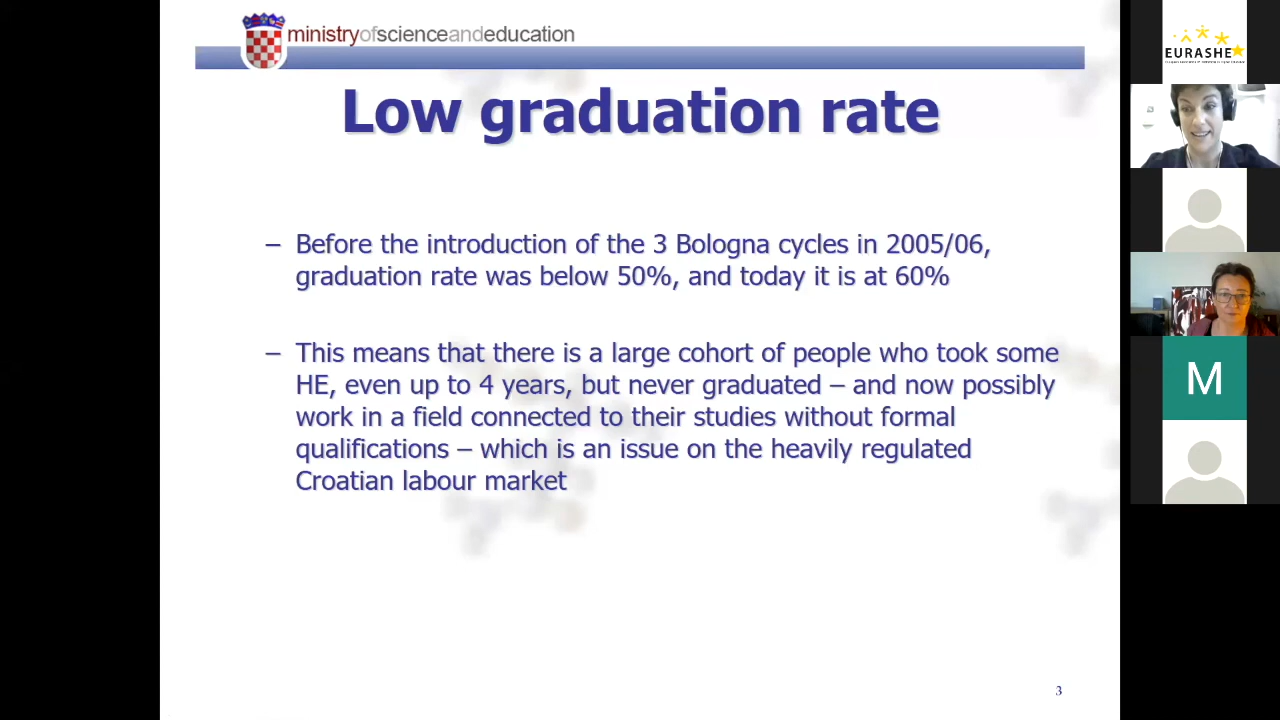 ministryofscienceandeducation
Low graduation rate
– Before the introduction of the 3 Bologna cycles in 2005/06,
graduation rate was below 50%, and today it is at 60%
– This means that there is a large cohort of people who took some
HE, even up to 4 years, but never graduated – and now possibly
work in a field connected to their studies without formal
qualifications – which is an issue on the heavily regulated
Croatian labour market
3
EURASHE
M